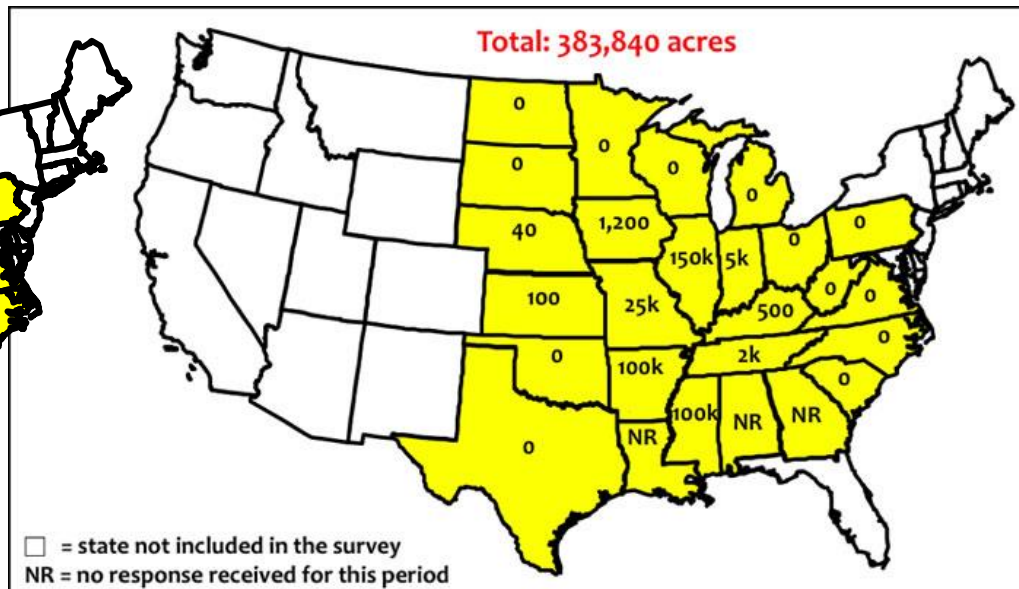 Total: 383,840 acres
0
0
0
0
0
0
0
40
1,200
150k
5k
0
0
100
25k
500
0
0
2k
100k
0
100k
NR
NR
NR
0
□ = state not included in the survey
NR = no response received for this period